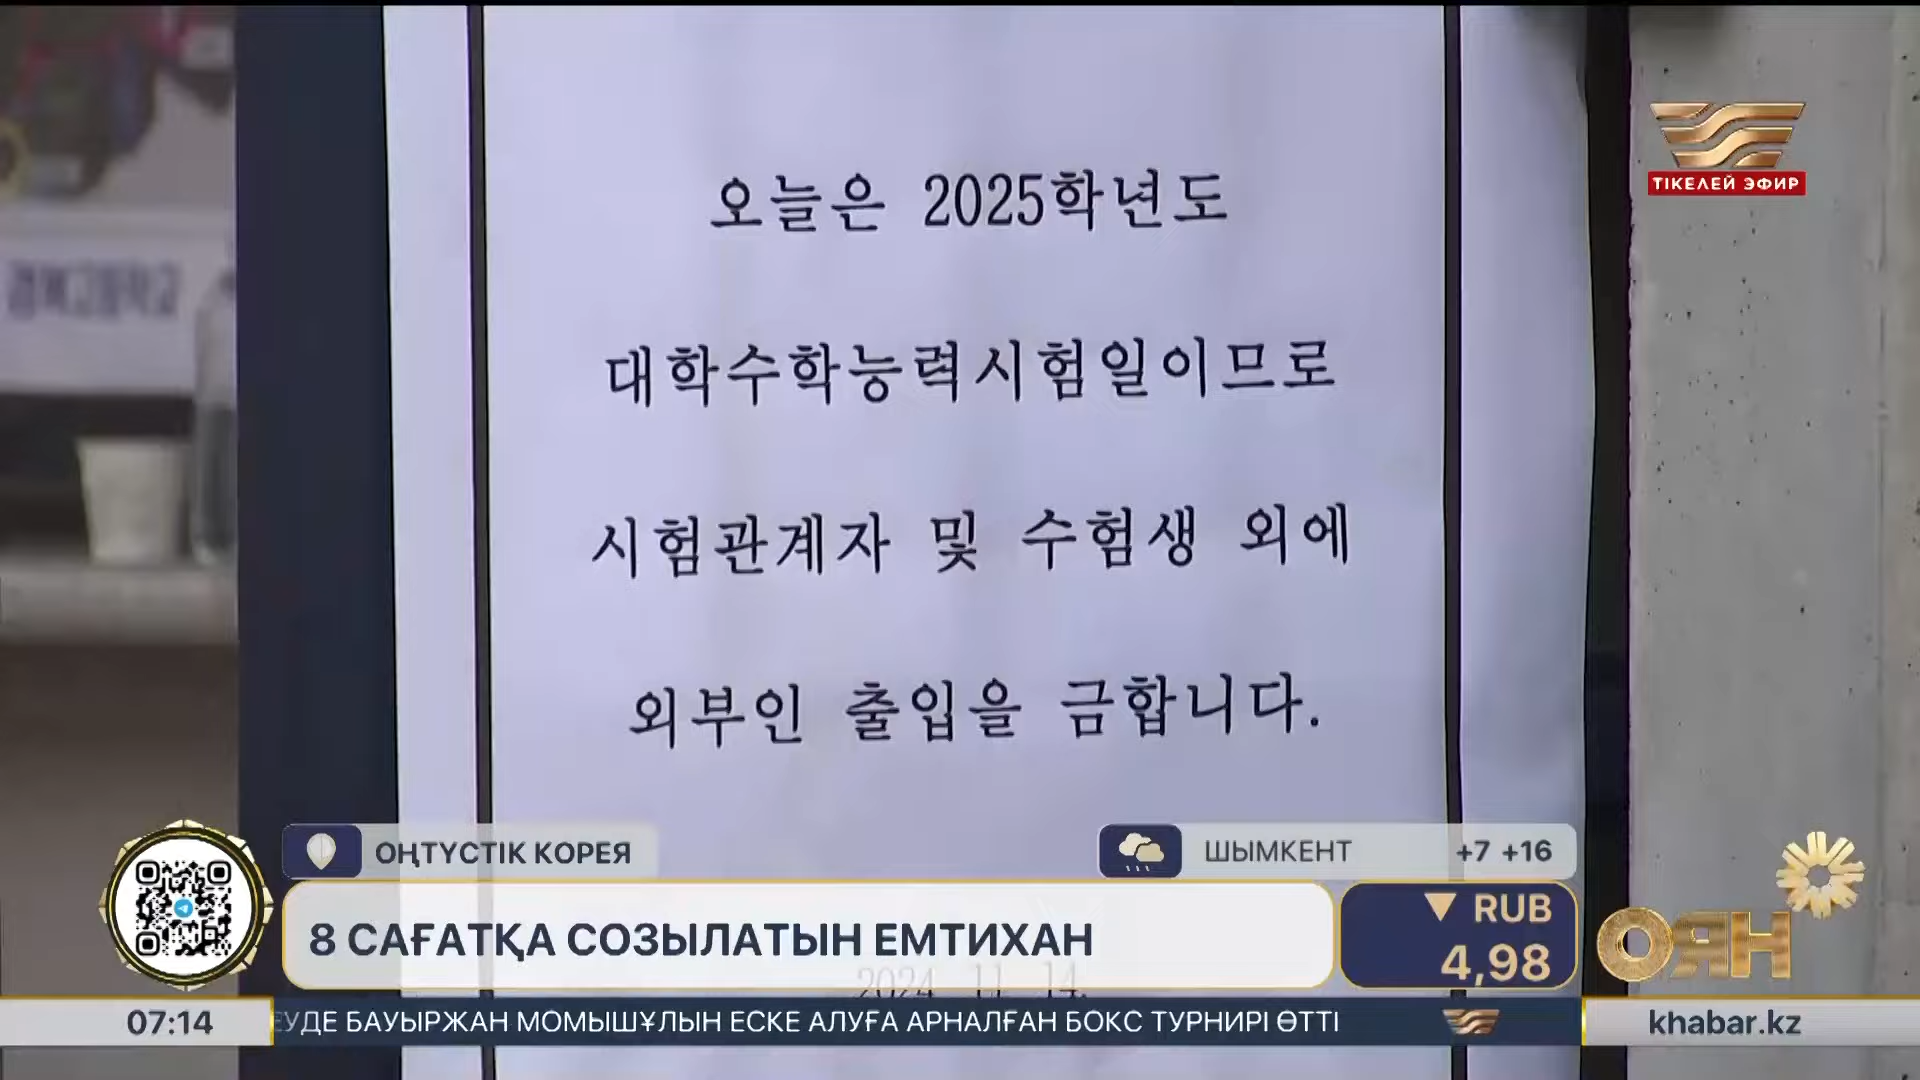 오늘은 2025학년도
대학수학능력시험일이므로
시험관계자 및 수험생 외에
외부인 출입을 금합니다.
2024. 11. 14.
ТІКЕЛЕЙ ЭФИР
ОҢТҮСТІК КОРЕЯ
ШЫМКЕНТ +7 +16
8 САҒАТҚА СОЗЫЛАТЫН ЕМТИХАН
RUB
4,98
ОЯН
07:14
БАУЫРЖАН МОМЫШҰЛЫН ЕСКЕ АЛУҒА АРНАЛҒАН БОКС ТУРНИРІ ӨТТІ
khabar.kz